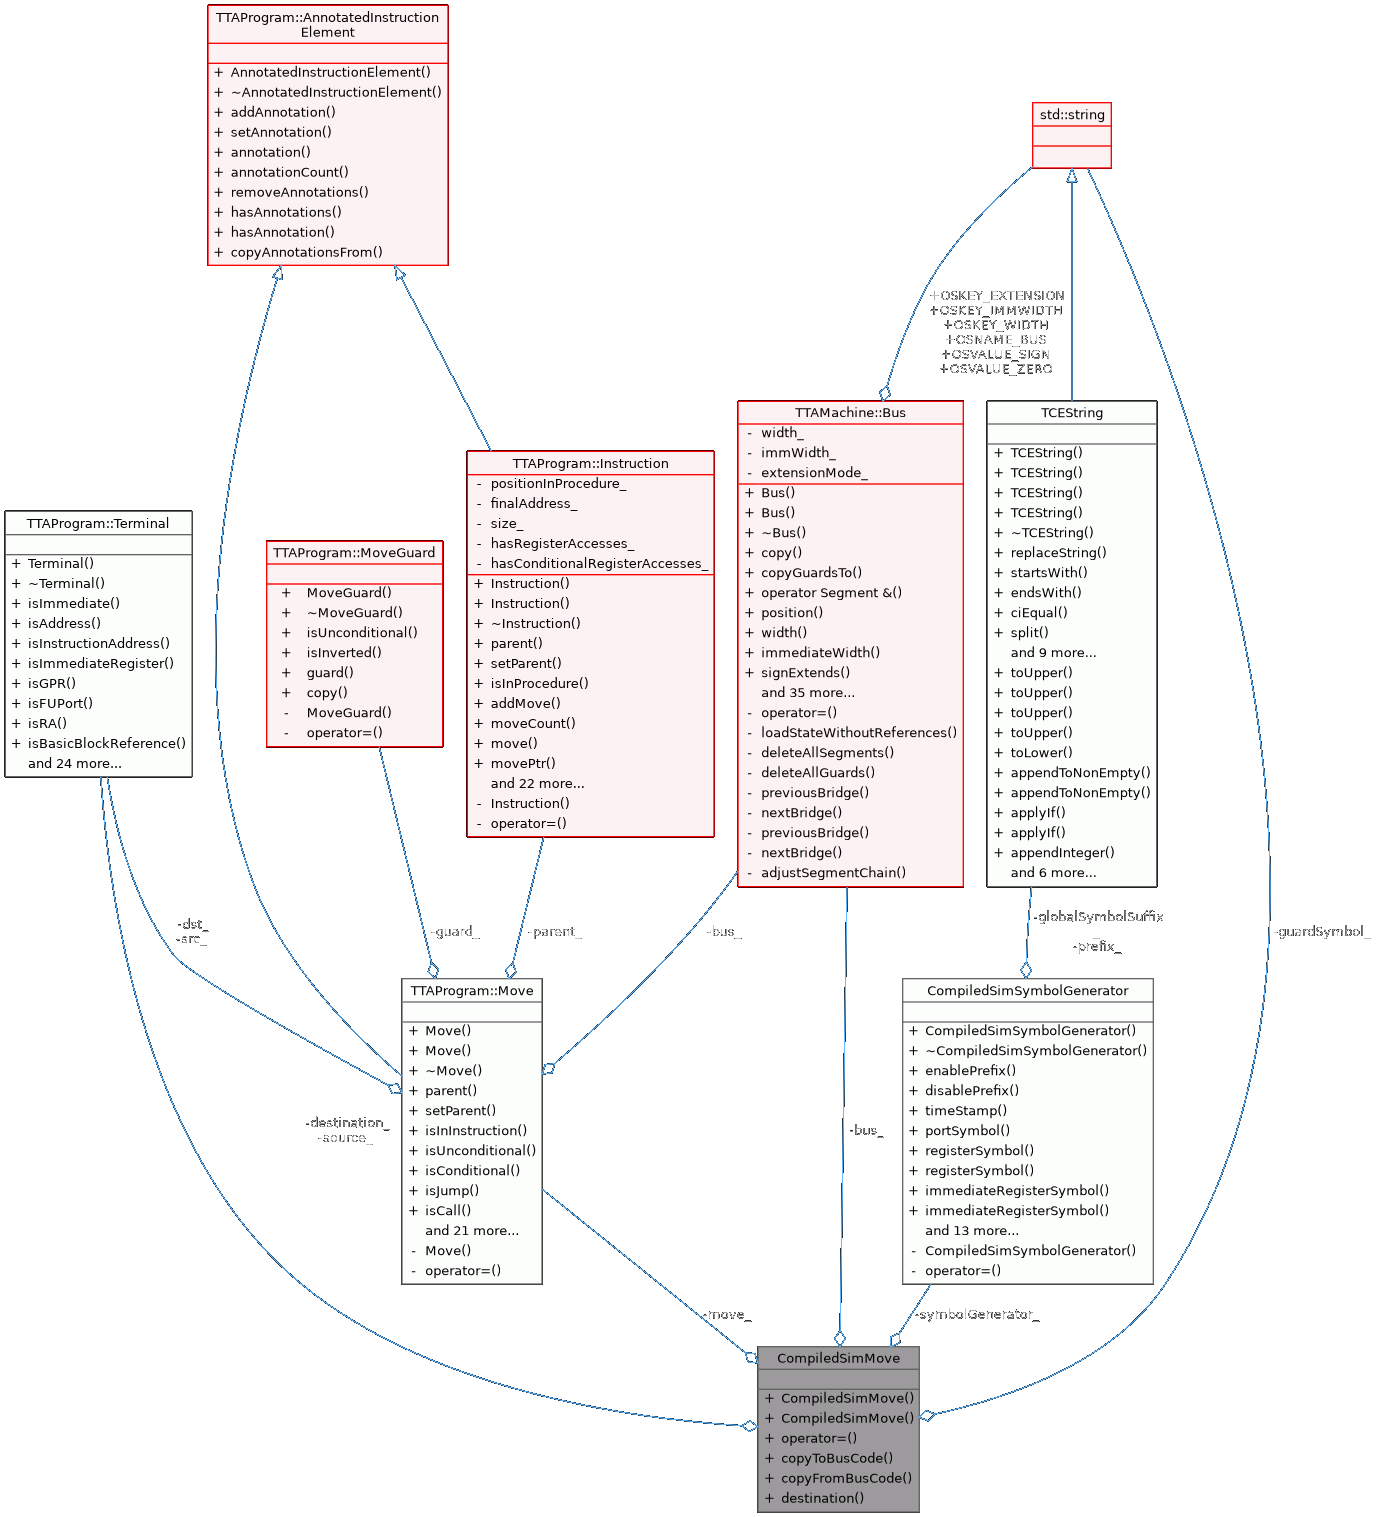 TTAProgram::AnnotatedInstruction
Element
+ AnnotatedInstructionElement()
+ ~AnnotatedInstructionElement()
+ addAnnotation()
+ setAnnotation()
+ annotation()
+ annotationCount()
+ removeAnnotations()
+ hasAnnotations()
+ hasAnnotation()
+ copyAnnotationsFrom()
std::string
+OSKEY_EXTENSION
+OSKEY_IMMWIDTH
+OSKEY_WIDTH
+OSNAME_BUS
+OSVALUE_SIGN
+OSVALUE_ZERO
TTAProgram::Terminal
+ Terminal()
+ ~Terminal()
+ isImmediate()
+ isAddress()
+ isInstructionAddress()
+ isImmediateRegister()
+ isGPR()
+ isFUPort()
+ isRA()
+ isBasicBlockReference()
and 24 more...
TTAProgram::MoveGuard
+ MoveGuard()
+ ~MoveGuard()
+ isUnconditional()
+ isInverted()
+ guard()
+ copy()
- MoveGuard()
- operator=()
TTAProgram::Instruction
- positionInProcedure_
- finalAddress_
- size_
- hasRegisterAccesses_
- hasConditionalRegisterAccesses_
+ Instruction()
+ Instruction()
+ ~Instruction()
+ parent()
+ setParent()
+ isInProcedure()
+ addMove()
+ moveCount()
+ move()
+ movePtr()
and 22 more...
- Instruction()
- operator=()
TTAMachine::Bus
- width_
- immWidth_
- extensionMode_
+ Bus()
+ Bus()
+ ~Bus()
+ copy()
+ copyGuardsTo()
+ operator Segment &()
+ position()
+ width()
+ immediateWidth()
+ signExtends()
and 35 more...
- operator=()
- loadStateWithoutReferences()
- deleteAllSegments()
- deleteAllGuards()
- previousBridge()
- nextBridge()
- previousBridge()
- nextBridge()
- adjustSegmentChain()
TCEString
+ TCEString()
+ TCEString()
+ TCEString()
+ TCEString()
+ ~TCEString()
+ replaceString()
+ startsWith()
+ endsWith()
+ ciEqual()
+ split()
and 9 more...
+ toUpper()
+ toUpper()
+ toUpper()
+ toUpper()
+ toLower()
+ appendToNonEmpty()
+ appendToNonEmpty()
+ applyIf()
+ applyIf()
+ appendInteger()
and 6 more...
-dst_
-src_
-guard_
-parent_
-bus_
-globalSymbolSuffix
_
-prefix_
-guardSymbol_
TTAProgram::Move
+ Move()
+ Move()
+ ~Move()
+ parent()
+ setParent()
+ isInInstruction()
+ isUnconditional()
+ isConditional()
+ isJump()
+ isCall()
and 21 more...
- Move()
- operator=()
CompiledSimSymbolGenerator
+ CompiledSimSymbolGenerator()
+ ~CompiledSimSymbolGenerator()
+ enablePrefix()
+ disablePrefix()
+ timeStamp()
+ portSymbol()
+ registerSymbol()
+ registerSymbol()
+ immediateRegisterSymbol()
+ immediateRegisterSymbol()
and 13 more...
- CompiledSimSymbolGenerator()
- operator=()
-destination_
-source_
-bus_
-move_
-symbolGenerator_
CompiledSimMove
+ CompiledSimMove()
+ CompiledSimMove()
+ operator=()
+ copyToBusCode()
+ copyFromBusCode()
+ destination()